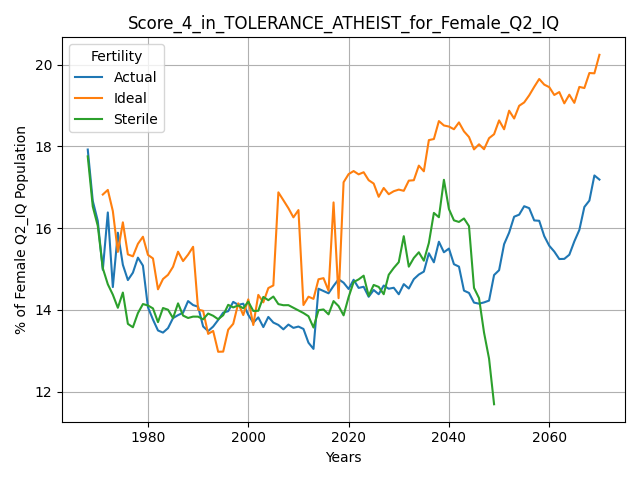 Score_4_in_TOLERANCE_ATHEIST_for_Female_Q2_IQ
Fertility
Actual
Ideal
Sterile
% of Female Q2_IQ Population
20
18
16
14
12
1980
2000
2020
2040
2060
Years